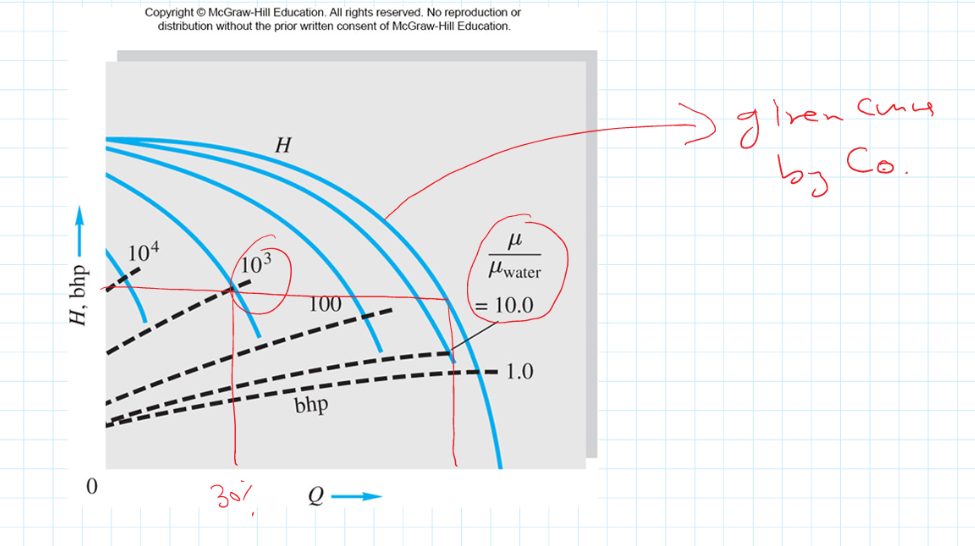 Copyright © McGraw-Hill Education. All rights reserved. No reproduction or
distribution without the prior written consent of McGraw-Hill Education.
H
given curve
by Co.
μ
μwater
= 10.0
10⁴
10³
100
H, bhp
1.0
bhp
0
30%
Q